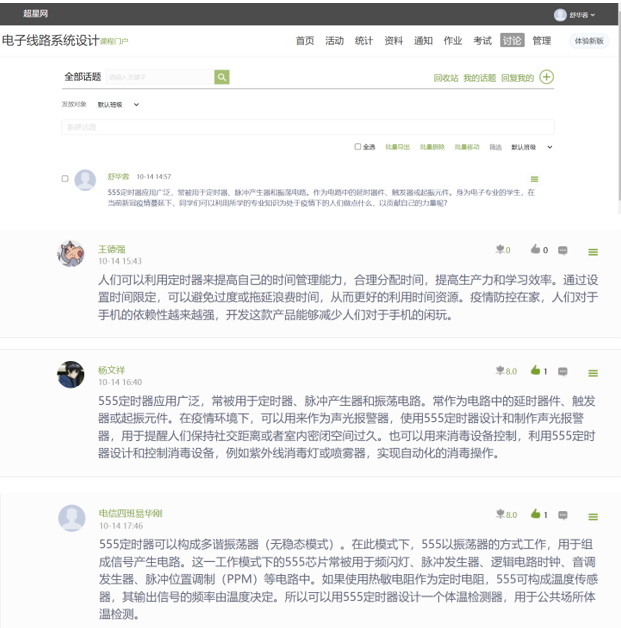 超星网
舒华蓉
电子线路系统设计 课程门户
首页 活动 统计 资料 通知 作业 考试 讨论 管理 体验新版
全部话题 请输入关键字 回收站 我的话题 回复我的
发放对象 默认班级
新建话题
全选 批量导出 批量删除 批量移动 筛选 默认班级
舒华蓉 10-14 14:57
555定时器应用广泛，常被用于定时器、脉冲产生器和振荡电路。作为电路中的延时器件、触发器或起振元件。身为电子专业的学生，在
当前新冠疫情蔓延下，同学们可以利用所学的专业知识为处于疫情下的人们做点什么，以贡献自己的力量呢？
王德强 0 0
10-14 15:43
人们可以利用定时器来提高自己的时间管理能力，合理分配时间，提高生产力和学习效率。通过设
置时间限定，可以避免过度或拖延浪费时间，从而更好的利用时间资源。疫情防控在家，人们对于
手机的依赖性越来越强，开发这款产品能够减少人们对于手机的闲玩。
杨文祥 8.0 1
10-14 16:40
555定时器应用广泛，常被用于定时器、脉冲产生器和振荡电路。常作为电路中的延时器件、触发
器或起振元件。在疫情环境下，可以用来作为声光报警器，使用555定时器设计和制作声光报警
器，用于提醒人们保持社交距离或者室内密闭空间过久。也可以用来消毒设备控制，利用555定时
器设计和控制消毒设备，例如紫外线消毒灯或喷雾器，实现自动化的消毒操作。
电信四班易华刚 8.0 1
10-14 17:46
555定时器可以构成多谐振荡器（无稳态模式）。在此模式下，555以振荡器的方式工作，用于组
成信号产生电路。这一工作模式下的555芯片常被用于频闪灯、脉冲发生器、逻辑电路时钟、音调
发生器、脉冲位置调制（PPM）等电路中。如果使用热敏电阻作为定时电阻，555可构成温度传感
器，其输出信号的频率由温度决定。所以可以用555定时器设计一个体温检测器，用于公共场所体
温检测。